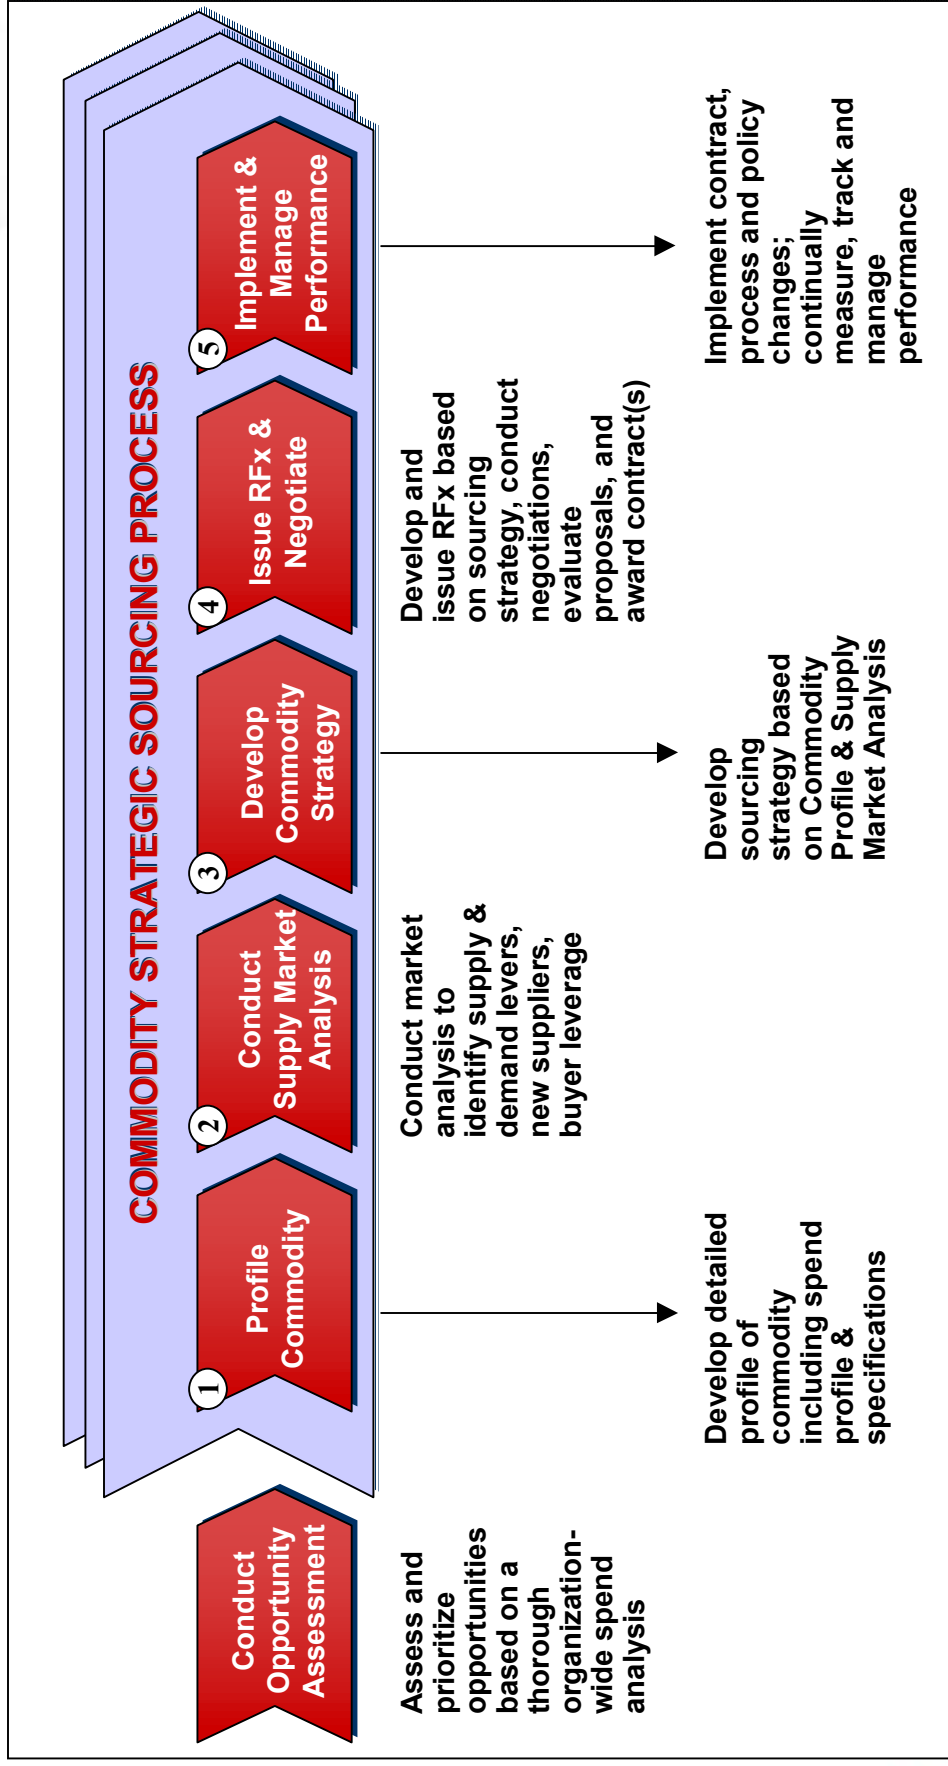 COMMODITY STRATEGIC SOURCING PROCESS
Conduct
Opportunity
Assessment
1
Profile
Commodity
2
Conduct
Supply Market
Analysis
3
Develop
Commodity
Strategy
4
Issue RFx &
Negotiate
5
Implement &
Manage
Performance
Assess and
prioritize
opportunities
based on a
thorough
organization-
wide spend
analysis
Conduct market
analysis to
identify supply &
demand levers,
new suppliers,
buyer leverage
Develop and
issue RFx based
on sourcing
strategy, conduct
negotiations,
evaluate
proposals, and
award contract(s)
Develop detailed
profile of
commodity
including spend
profile &
specifications
Develop
sourcing
strategy based
on Commodity
Profile & Supply
Market Analysis
Implement contract,
process and policy
changes;
continually
measure, track and
manage
performance